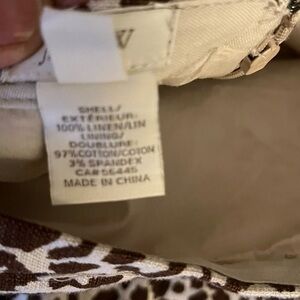 SHELL/
EXTÉRIEUR:
100% LINEN/LIN
LINING/
DOUBLURE:
97% COTTON/COTON
3% SPANDEX
CA# 56445
MADE IN CHINA